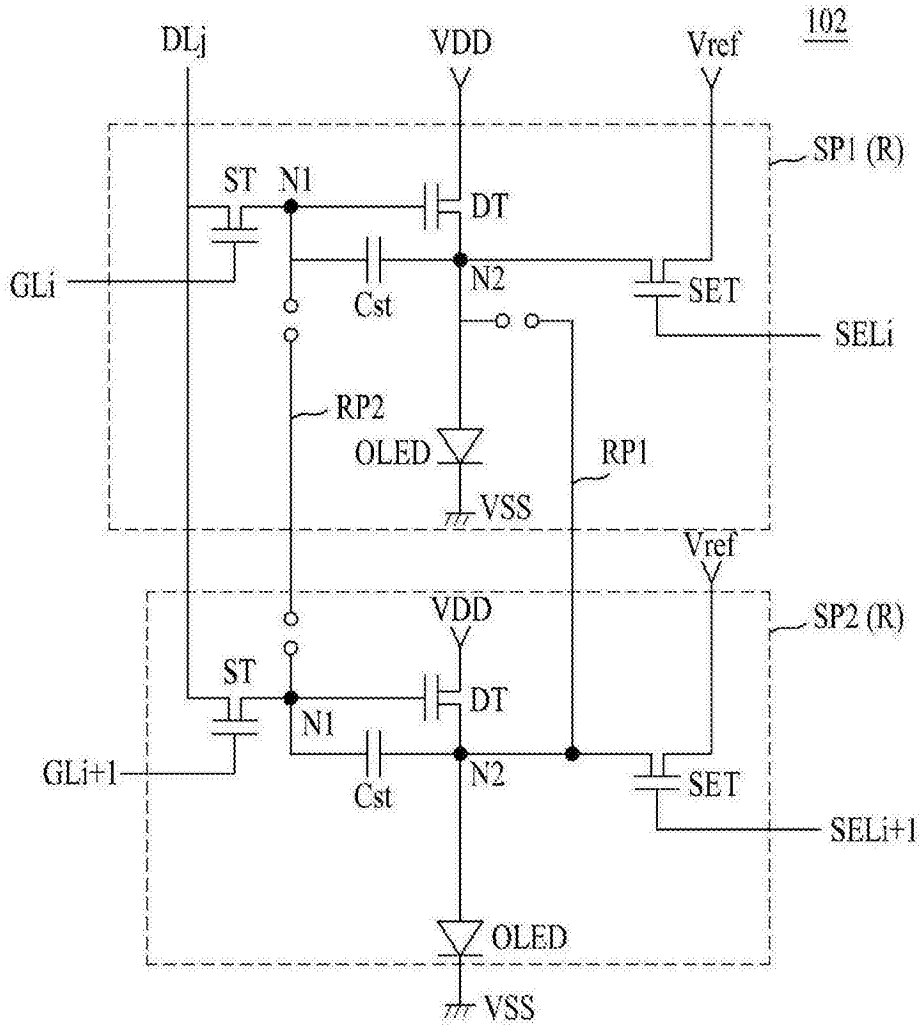 102
DLj
VDD
Vref
SP1 (R)
ST
N1
DT
GLi
Cst
N2
SET
SELi
RP2
OLED
RP1
VSS
Vref
VDD
SP2 (R)
ST
N1
DT
GLi+1
Cst
N2
SET
SELi+1
OLED
VSS